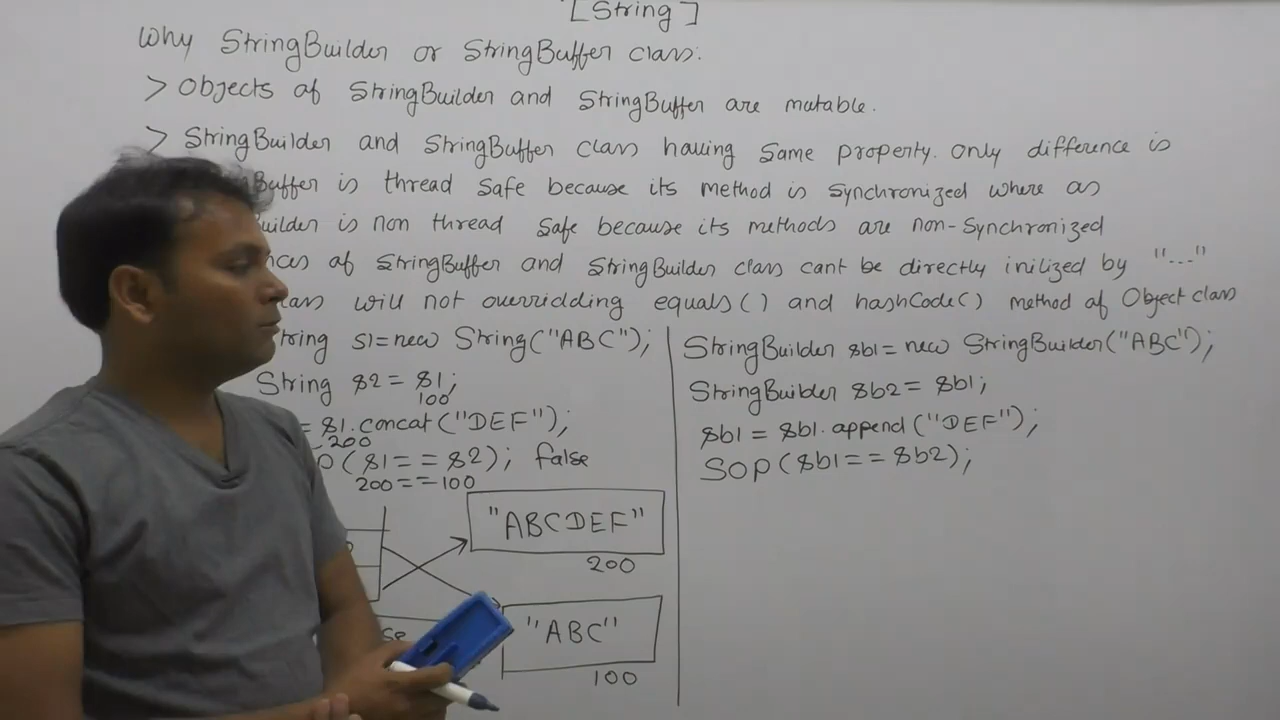 [String]
Why StringBuilder or StringBuffer class.
> Objects of StringBuilder and StringBuffer are mutable.
> StringBuilder and StringBuffer class having same property. only difference is
Buffer is thread safe because its method is synchronized where as
uilder is non thread safe because its methods are non-synchronized
nces of StringBuffer and StringBuilder class cant be directly inilized by "..."
lass will not overridding equals() and hashCode() method of Object class
tring s1=new String("ABC");
String s2 = s1;
100
= s1.concat("DEF");
200
P(s1==s2); false
200==100
"ABCDEF"
200
"ABC"
100
se
StringBuilder sb1=new StringBuilder("ABC");
StringBuilder sb2=sb1;
sb1=sb1.append("DEF");
SOP(sb1==sb2);